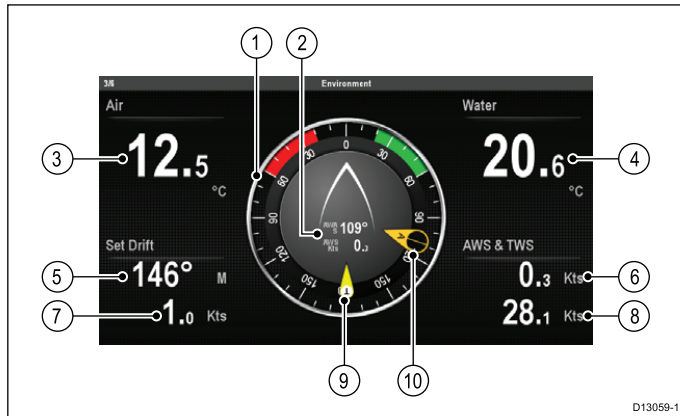 1
2
3/6
Environment
Air
Water
3
12.5
°C
4
20.6
°C
0
30
30
60
60
90
90
120
150
150
AWA
S
109°
AWS
Kts
0.3
A
T
Set Drift
5
146° M
7
1.0 Kts
AWS & TWS
0.3 Kts
6
28.1 Kts
8
9
10
D13059-1